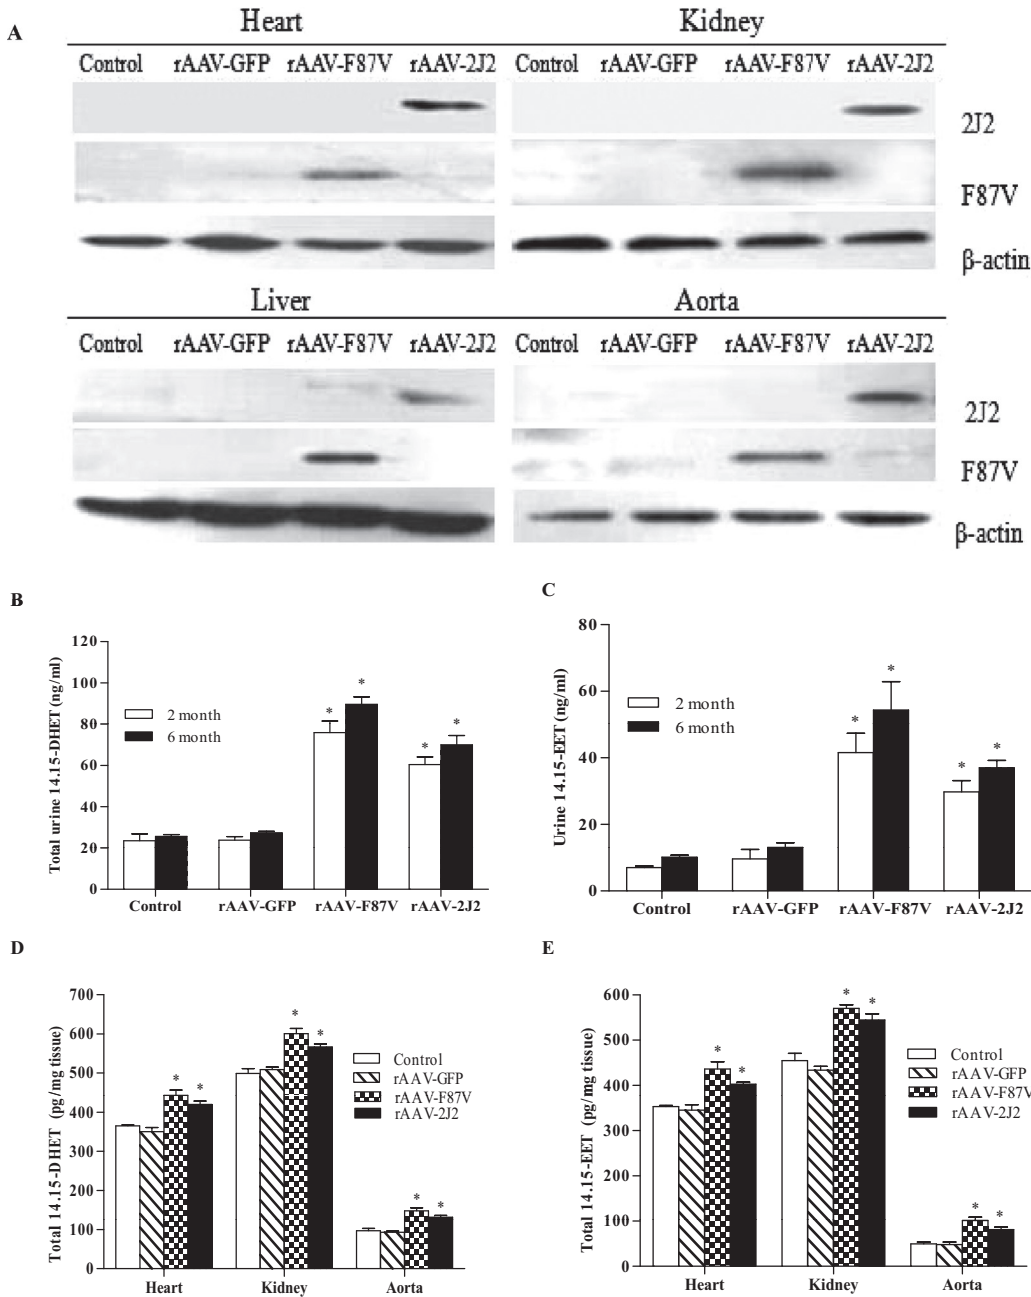 A
Heart Kidney
Control rAAV-GFP rAAV-F87V rAAV-2J2 Control rAAV-GFP rAAV-F87V rAAV-2J2
2J2
F87V
β-actin
Liver Aorta
Control rAAV-GFP rAAV-F87V rAAV-2J2 Control rAAV-GFP rAAV-F87V rAAV-2J2
2J2
F87V
β-actin
B
Total urine 14.15-DHET (ng/ml)
120
100
80
60
40
20
0
2 month
6 month
* * * *
Control rAAV-GFP rAAV-F87V rAAV-2J2
C
Urine 14.15-EET (ng/ml)
80
60
40
20
0
2 month
6 month
* * * *
Control rAAV-GFP rAAV-F87V rAAV-2J2
D
Total 14.15-DHET (pg/mg tissue)
700
600
500
400
300
200
100
0
Control
rAAV-GFP
rAAV-F87V
rAAV-2J2
* * * * * *
Heart Kidney Aorta
E
Total 14.15-EET (pg/mg tissue)
600
500
400
300
200
100
0
Control
rAAV-GFP
rAAV-F87V
rAAV-2J2
* * * * * *
Heart Kidney Aorta